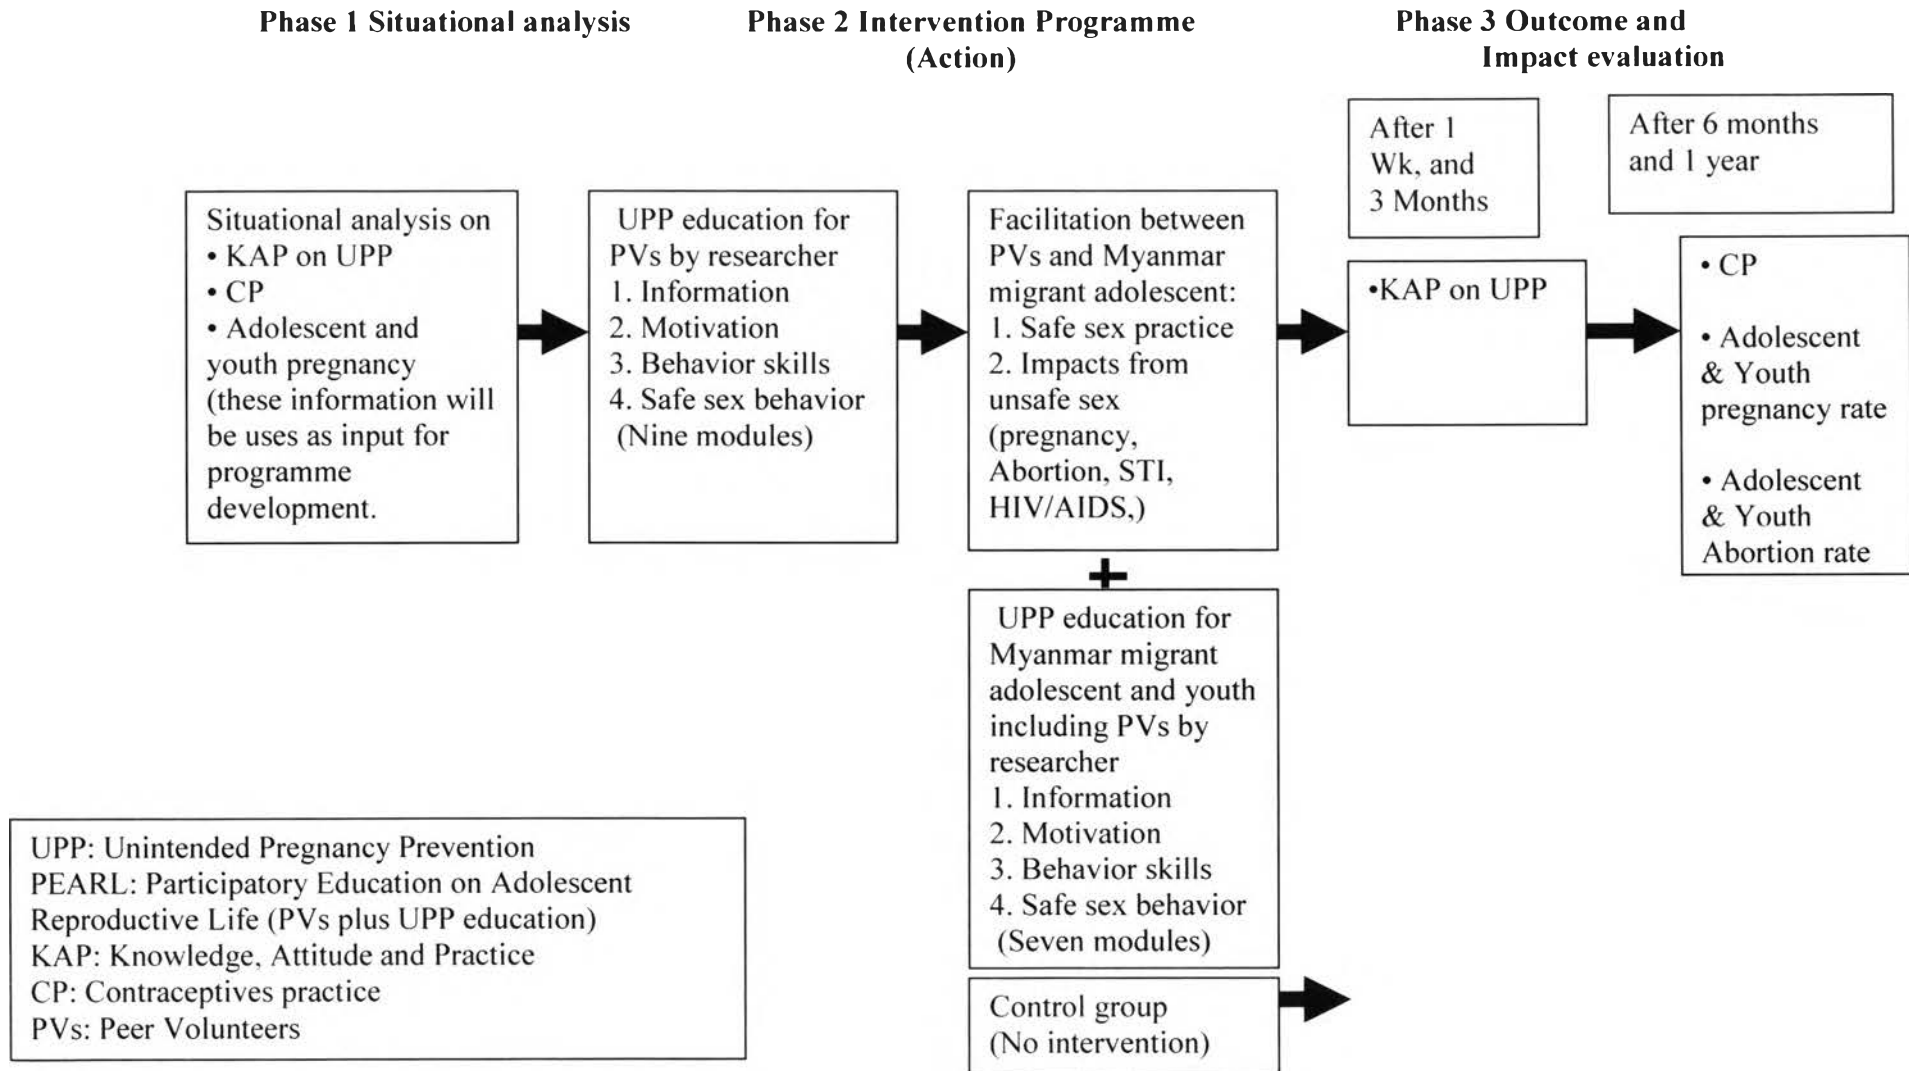 Phase 1 Situational analysis
Phase 2 Intervention Programme
(Action)
Phase 3 Outcome and
Impact evaluation
Situational analysis on
• KAP on UPP
• CP
• Adolescent and
youth pregnancy
(these information will
be uses as input for
programme
development.
UPP education for
PVs by researcher
1. Information
2. Motivation
3. Behavior skills
4. Safe sex behavior
(Nine modules)
Facilitation between
PVs and Myanmar
migrant adolescent:
1. Safe sex practice
2. Impacts from
unsafe sex
(pregnancy,
Abortion, STI,
HIV/AIDS,)
+
UPP education for
Myanmar migrant
adolescent and youth
including PVs by
researcher
1. Information
2. Motivation
3. Behavior skills
4. Safe sex behavior
(Seven modules)
Control group
(No intervention)
After 1
Wk, and
3 Months
•KAP on UPP
After 6 months
and 1 year
• CP
• Adolescent
& Youth
pregnancy rate
• Adolescent
& Youth
Abortion rate
UPP: Unintended Pregnancy Prevention
PEARL: Participatory Education on Adolescent
Reproductive Life (PVs plus UPP education)
KAP: Knowledge, Attitude and Practice
CP: Contraceptives practice
PVs: Peer Volunteers